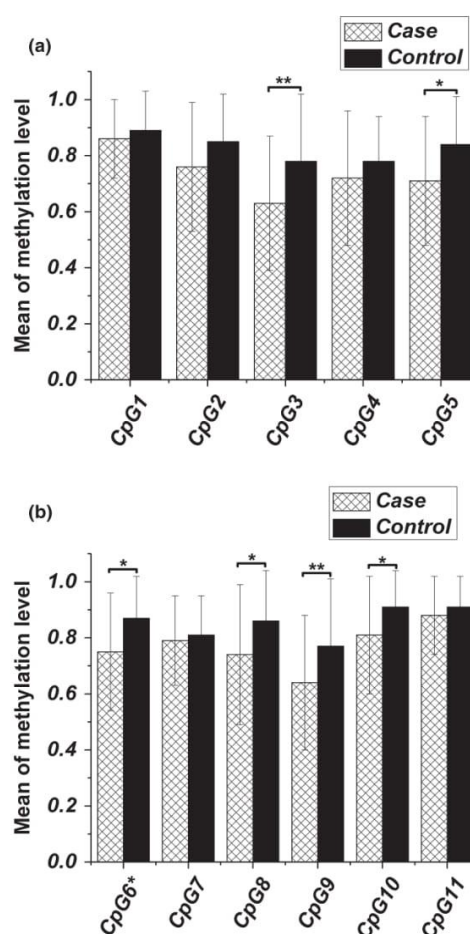 (a)
Case
Control
Mean of methylation level
1.0
0.8
0.6
0.4
0.2
0.0
**
*
CpG1
CpG2
CpG3
CpG4
CpG5
(b)
Case
Control
Mean of methylation level
1.0
0.8
0.6
0.4
0.2
0.0
*
*
**
*
CpG6*
CpG7
CpG8
CpG9
CpG10
CpG11